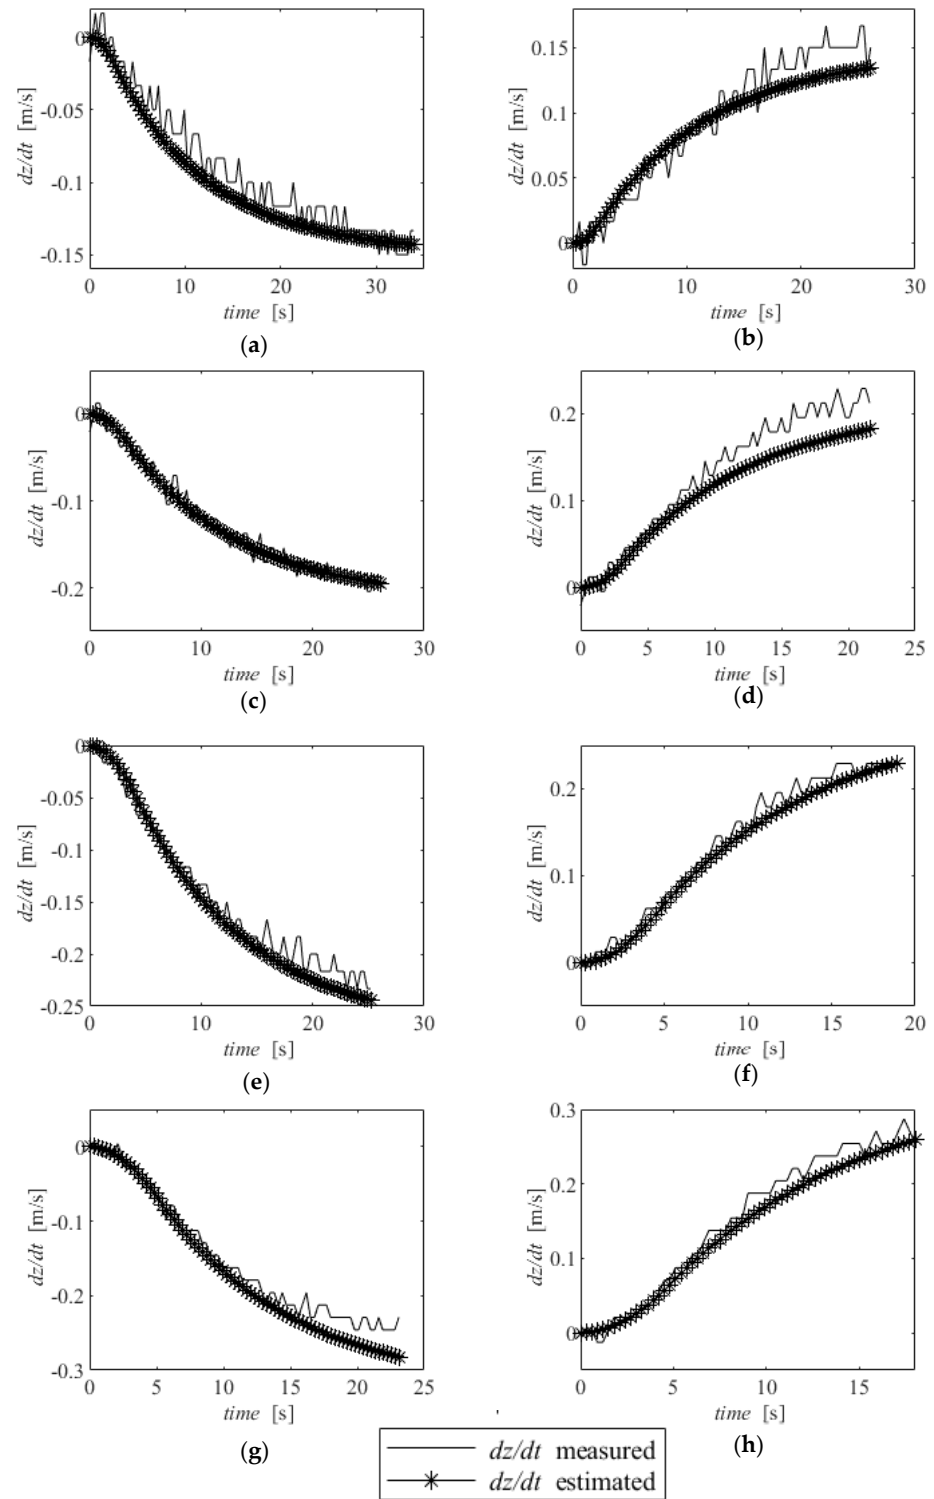 0
-0.05
-0.1
-0.15
dz/dt [m/s]
0 10 20 30
time [s]
(a)
0.15
0.1
0.05
0
dz/dt [m/s]
0 10 20 30
time [s]
(b)
0
-0.1
-0.2
dz/dt [m/s]
0 10 20 30
time [s]
(c)
0.2
0.1
0
dz/dt [m/s]
0 5 10 15 20 25
time [s]
(d)
0
-0.05
-0.1
-0.15
-0.2
-0.25
dz/dt [m/s]
0 10 20 30
time [s]
(e)
0.2
0.1
0
dz/dt [m/s]
0 5 10 15 20
time [s]
(f)
0
-0.1
-0.2
-0.3
dz/dt [m/s]
0 5 10 15 20 25
time [s]
(g)
0.3
0.2
0.1
0
dz/dt [m/s]
0 5 10 15
time [s]
(h)
dz/dt measured
dz/dt estimated